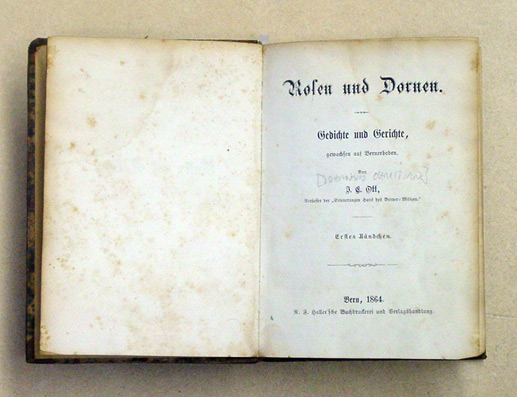 Rosen und Dornen.
Gedichte und Gerichte,
gewachsen auf Bernerboden.
Von
J. E. Ott,
Verfasser der „Erinnerungen Hans des Berner-Milizen.“
Erstes Bändchen.
Bern, 1864.
R. F. Haller'sche Buchdruckerei und Verlagshandlung.